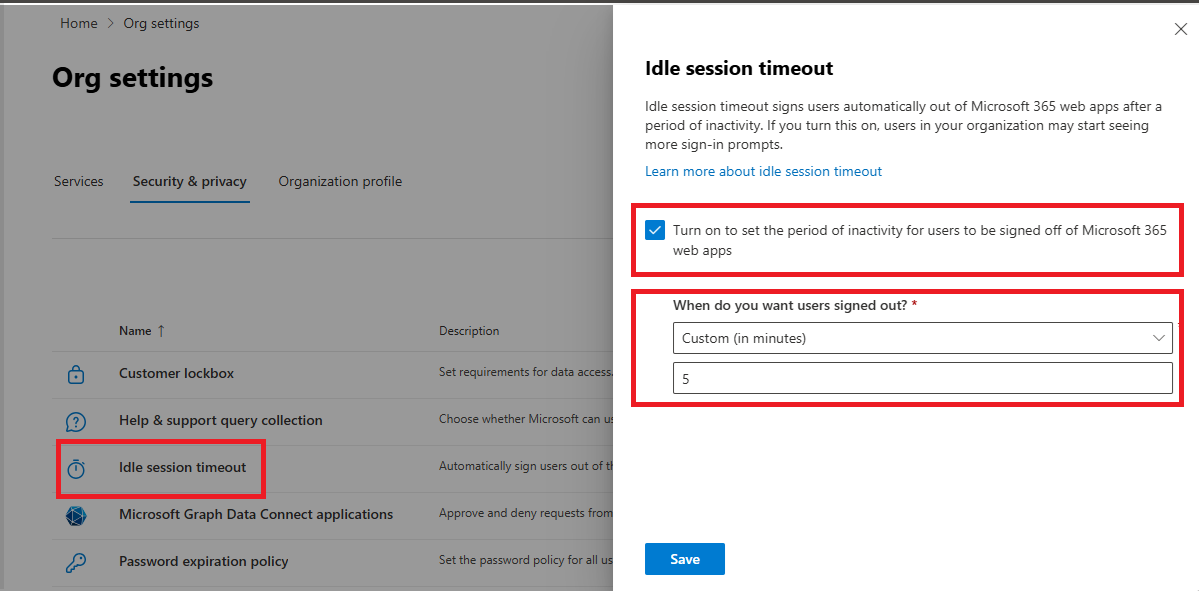 Home > Org settings
Org settings
Services Security & privacy Organization profile
Name ↑ Description
Customer lockbox Set requirements for data access.
Help & support query collection Choose whether Microsoft can
Idle session timeout Automatically sign users out of
Microsoft Graph Data Connect applications Approve and deny requests from
Password expiration policy Set the password policy for all
Idle session timeout
Idle session timeout signs users automatically out of Microsoft 365 web apps after a
period of inactivity. If you turn this on, users in your organization may start seeing
more sign-in prompts.
Learn more about idle session timeout
Turn on to set the period of inactivity for users to be signed off of Microsoft 365
web apps
When do you want users signed out? *
Custom (in minutes)
5
Save